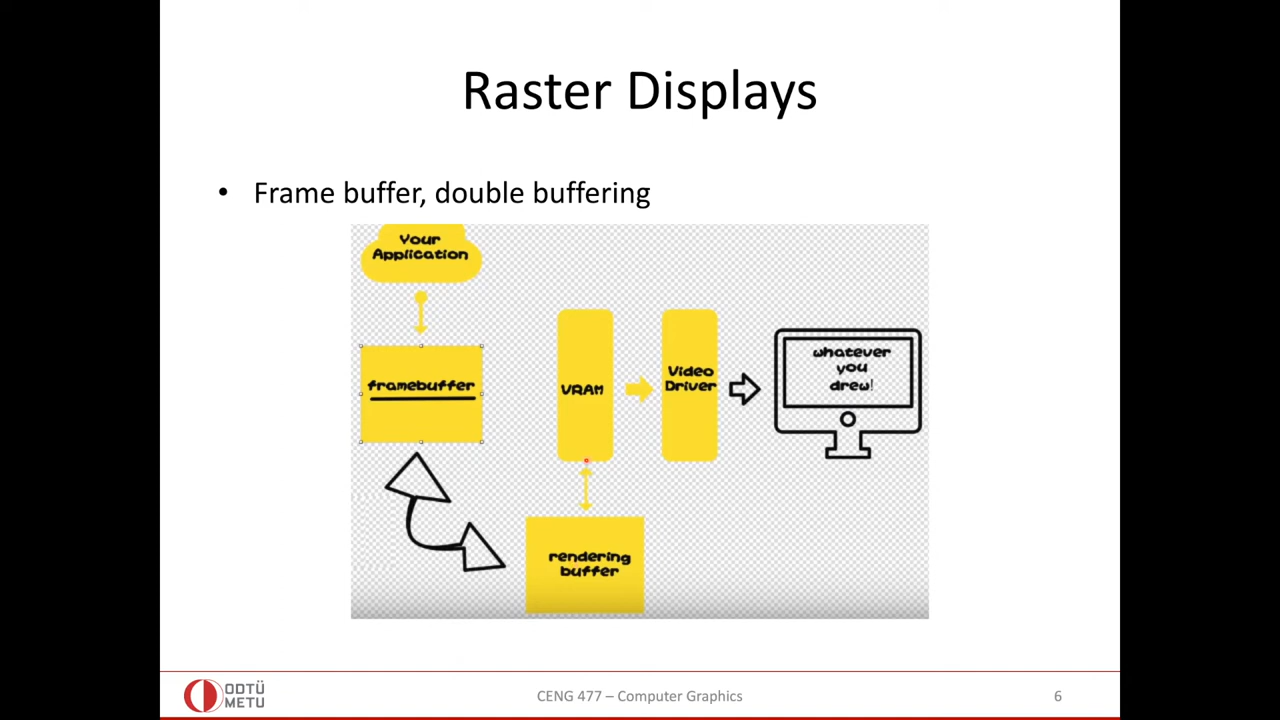 Raster Displays
• Frame buffer, double buffering
Your
Application
framebuffer
VRAM
Video
Driver
whatever
you
drew!
rendering
buffer
ODTÜ
METU
CENG 477 – Computer Graphics
6